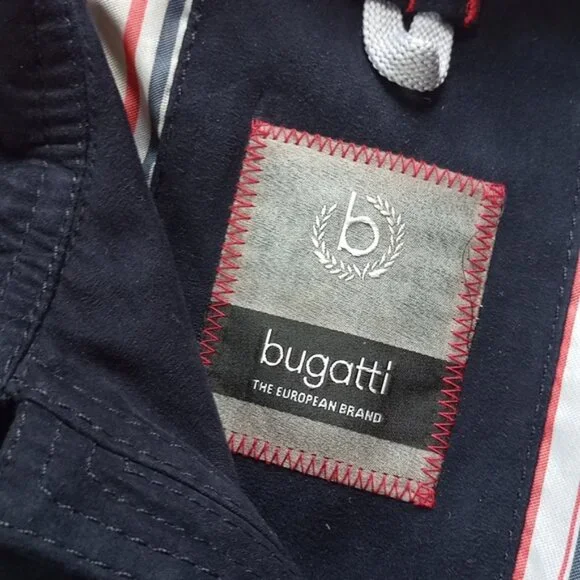 b
bugatti
THE EUROPEAN BRAND